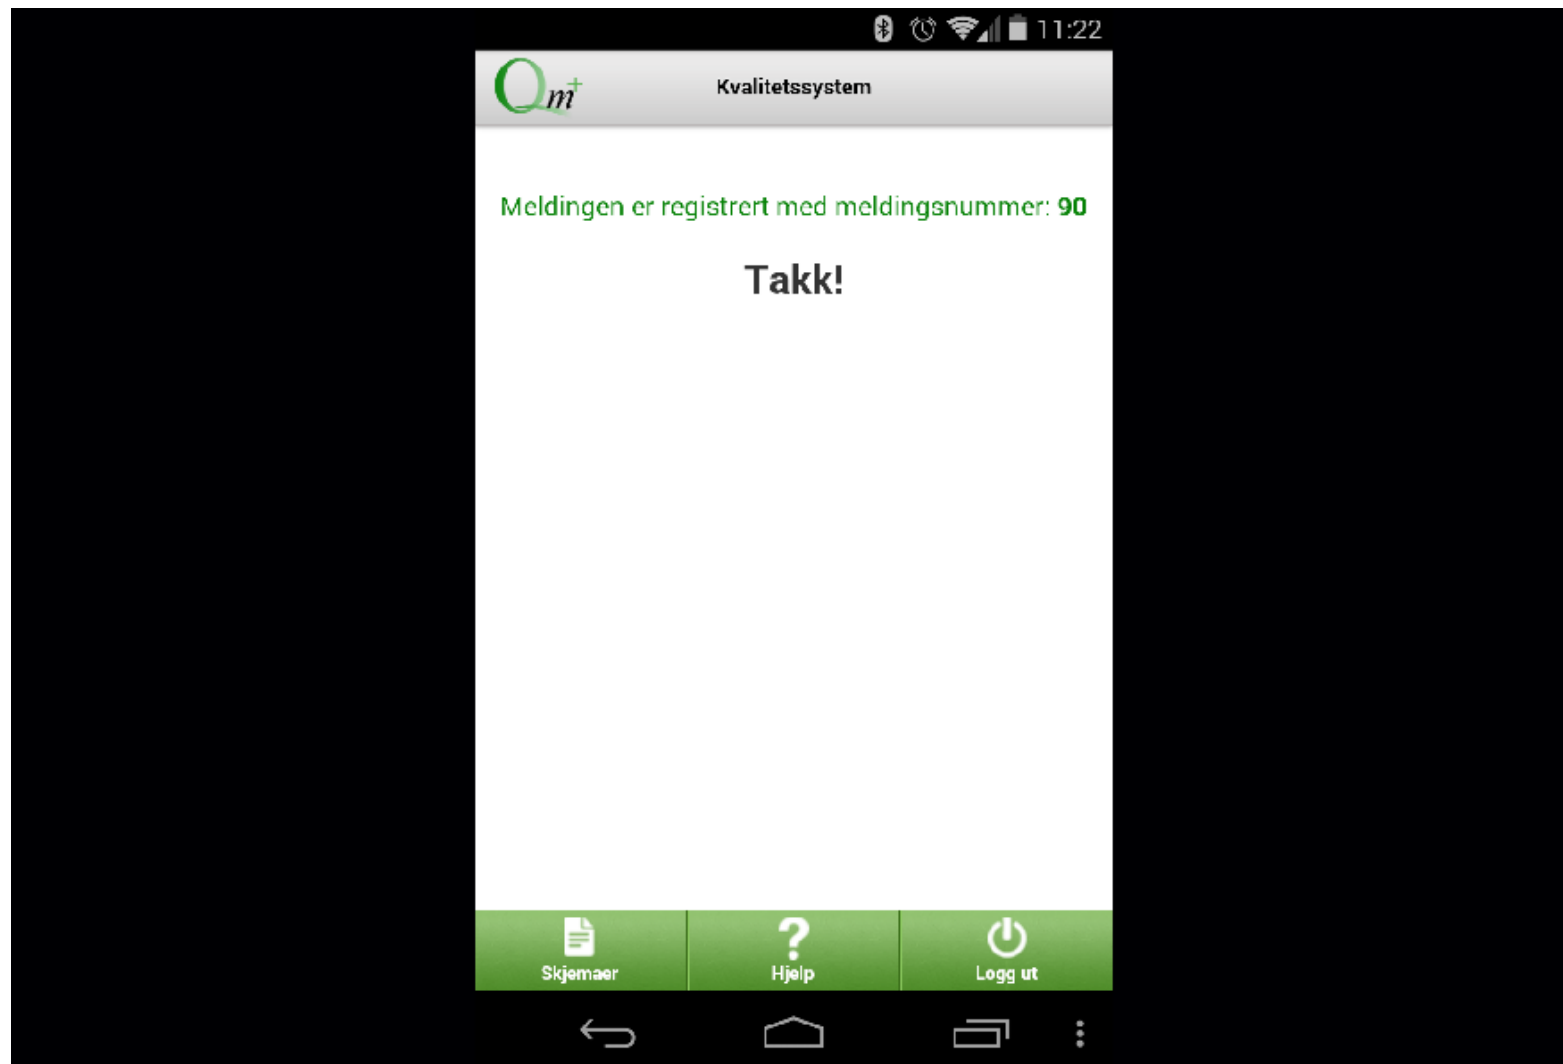 11:22
Qm+
Kvalitetssystem
Meldingen er registrert med meldingsnummer: 90
Takk!
Skjemaer
Hjelp
Logg ut